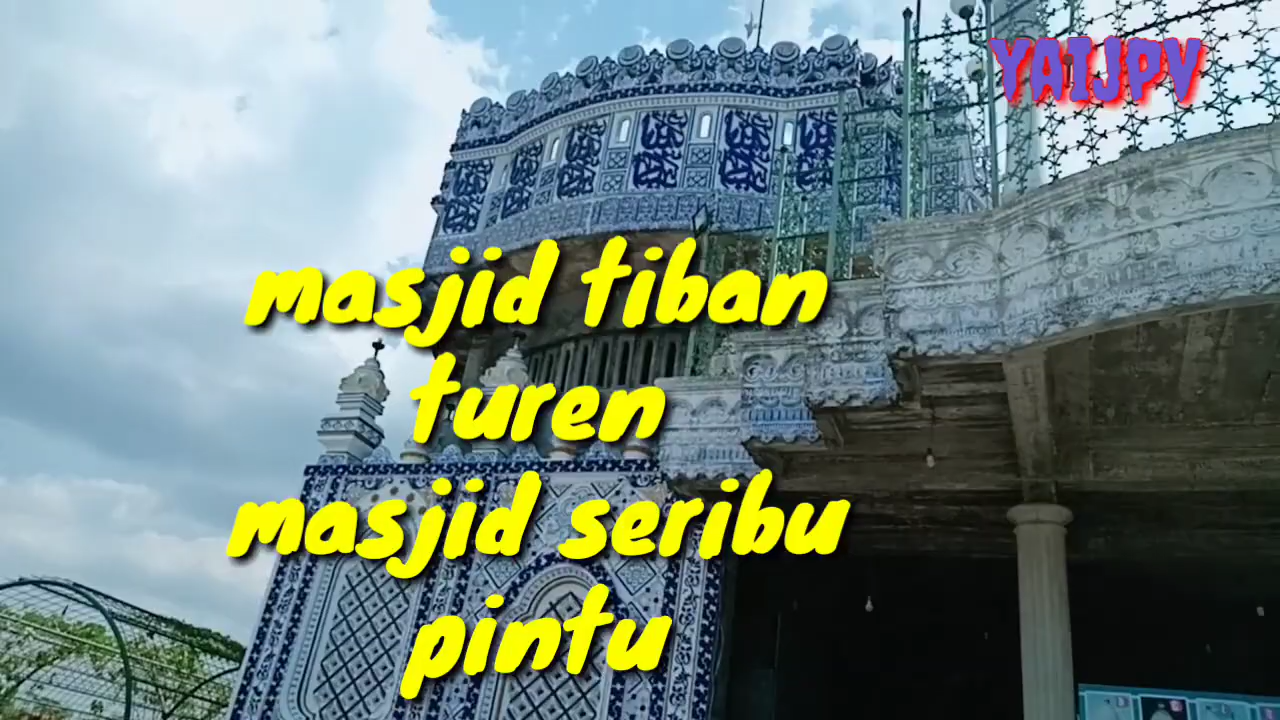 YAIJPV
masjid tiban
turen
masjid seribu
pintu